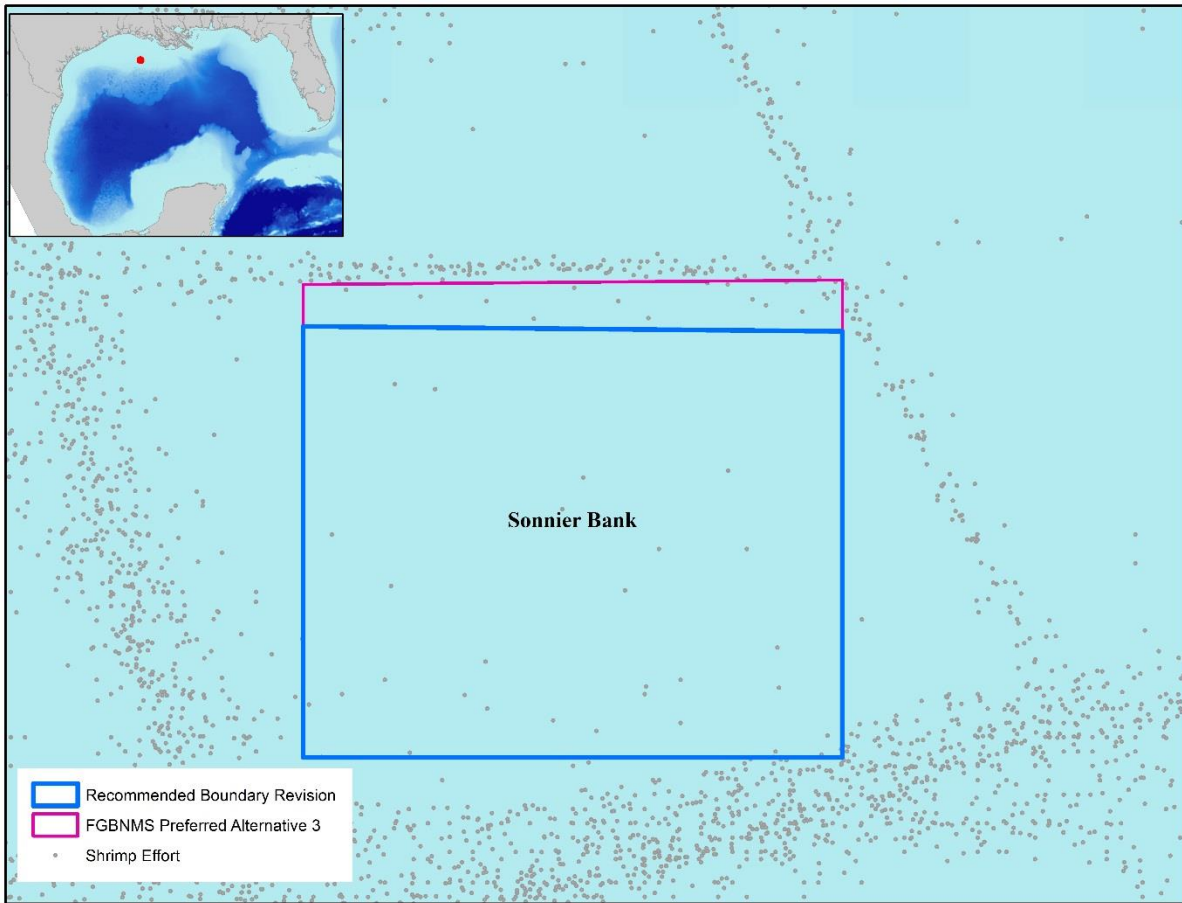 Sonnier Bank
Recommended Boundary Revision
FGBNMS Preferred Alternative 3
Shrimp Effort